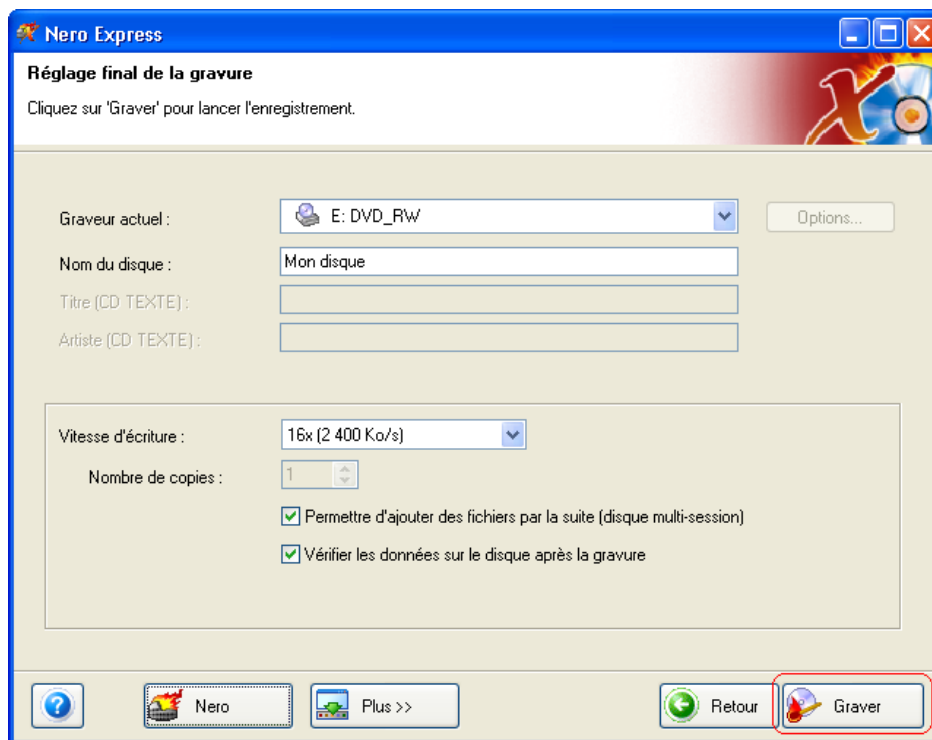 Nero Express
Réglage final de la gravure
Cliquez sur 'Graver' pour lancer l'enregistrement.
Graveur actuel : E: DVD_RW Options...
Nom du disque : Mon disque
Titre (CD TEXTE) :
Artiste (CD TEXTE) :
Vitesse d'écriture : 16x (2 400 Ko/s)
Nombre de copies : 1
Permettre d'ajouter des fichiers par la suite (disque multi-session)
Vérifier les données sur le disque après la gravure
? Nero Plus >> Retour Graver